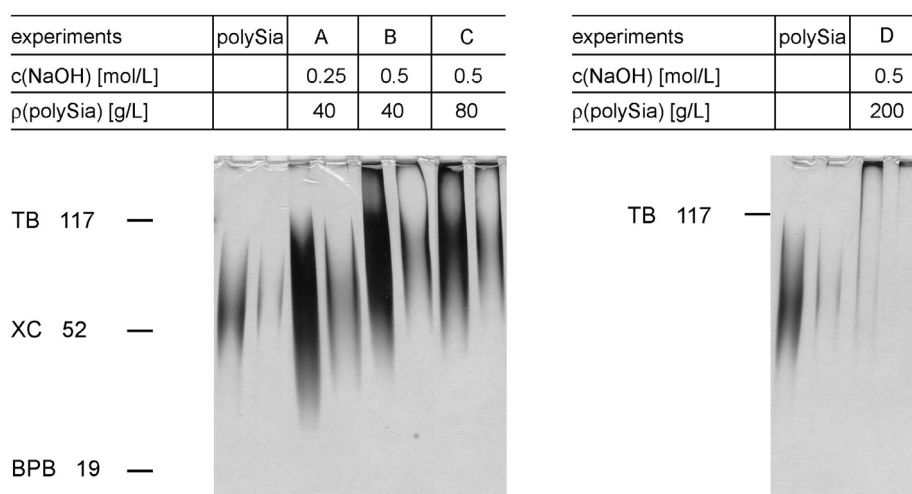 experiments polySia A B C
c(NaOH) [mol/L] 0.25 0.5 0.5
ρ(polySia) [g/L] 40 40 80
TB 117
XC 52
BPB 19
experiments polySia D
c(NaOH) [mol/L] 0.5
ρ(polySia) [g/L] 200
TB 117